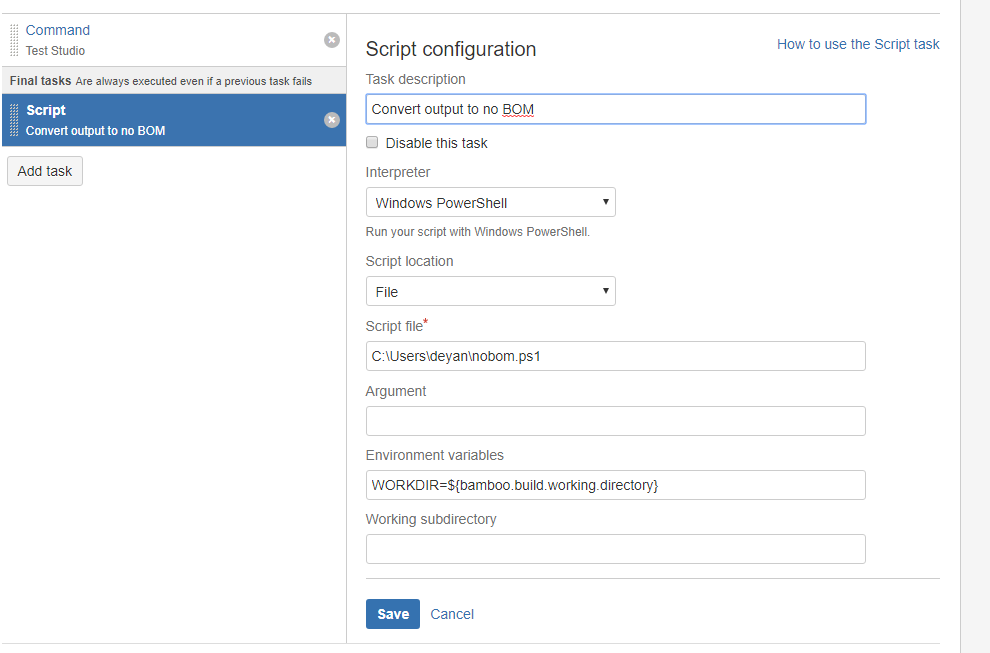 Command
Test Studio
Final tasks Are always executed even if a previous task fails
Script
Convert output to no BOM
Add task
Script configuration
How to use the Script task
Task description
Convert output to no BOM
Disable this task
Interpreter
Windows PowerShell
Run your script with Windows PowerShell.
Script location
File
Script file*
C:\Users\deyan\nobom.ps1
Argument
Environment variables
WORKDIR=${bamboo.build.working.directory}
Working subdirectory
Save Cancel